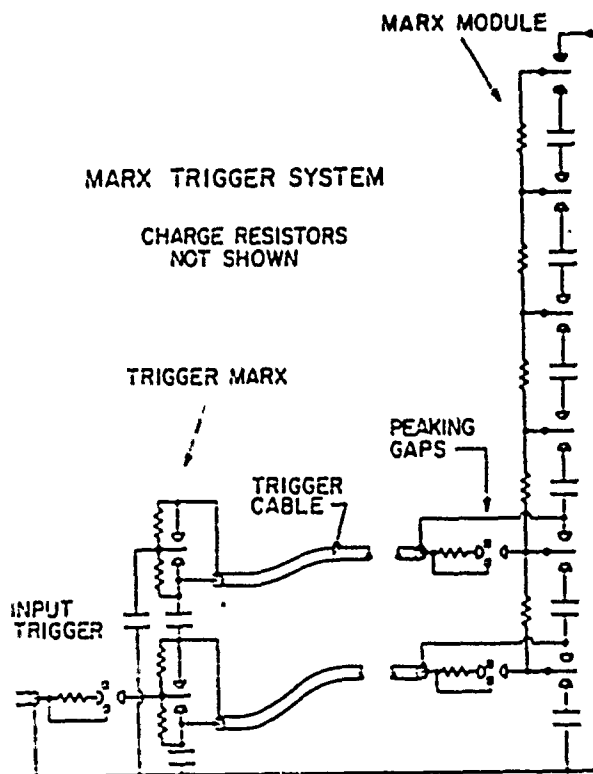 MARX MODULE
MARX TRIGGER SYSTEM
CHARGE RESISTORS
NOT SHOWN
TRIGGER MARX
PEAKING
GAPS
TRIGGER
CABLE
INPUT
TRIGGER